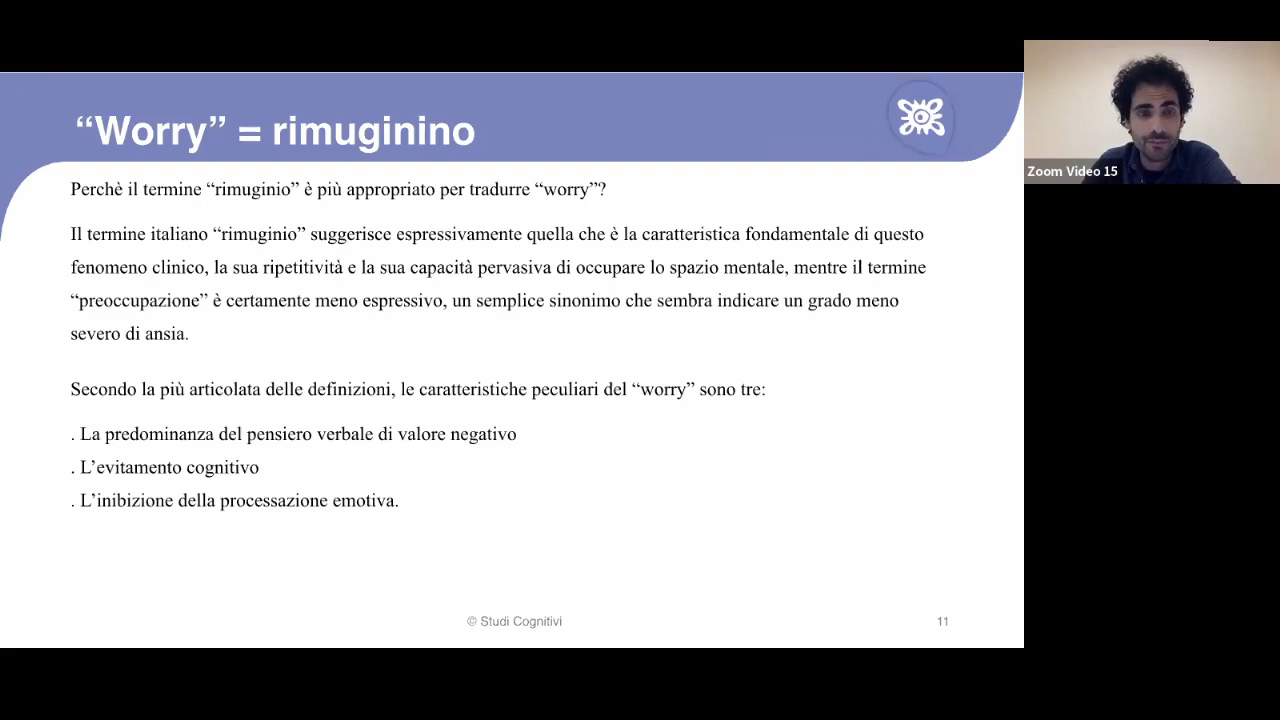 “Worry” = rimuginino
Perchè il termine “rimuginio” è più appropriato per tradurre “worry”?
Il termine italiano “rimuginio” suggerisce espressivamente quella che è la caratteristica fondamentale di questo
fenomeno clinico, la sua ripetitività e la sua capacità pervasiva di occupare lo spazio mentale, mentre il termine
“preoccupazione” è certamente meno espressivo, un semplice sinonimo che sembra indicare un grado meno
severo di ansia.
Secondo la più articolata delle definizioni, le caratteristiche peculiari del “worry” sono tre:
. La predominanza del pensiero verbale di valore negativo
. L’evitamento cognitivo
. L’inibizione della processazione emotiva.
© Studi Cognitivi
11
Zoom Video 15